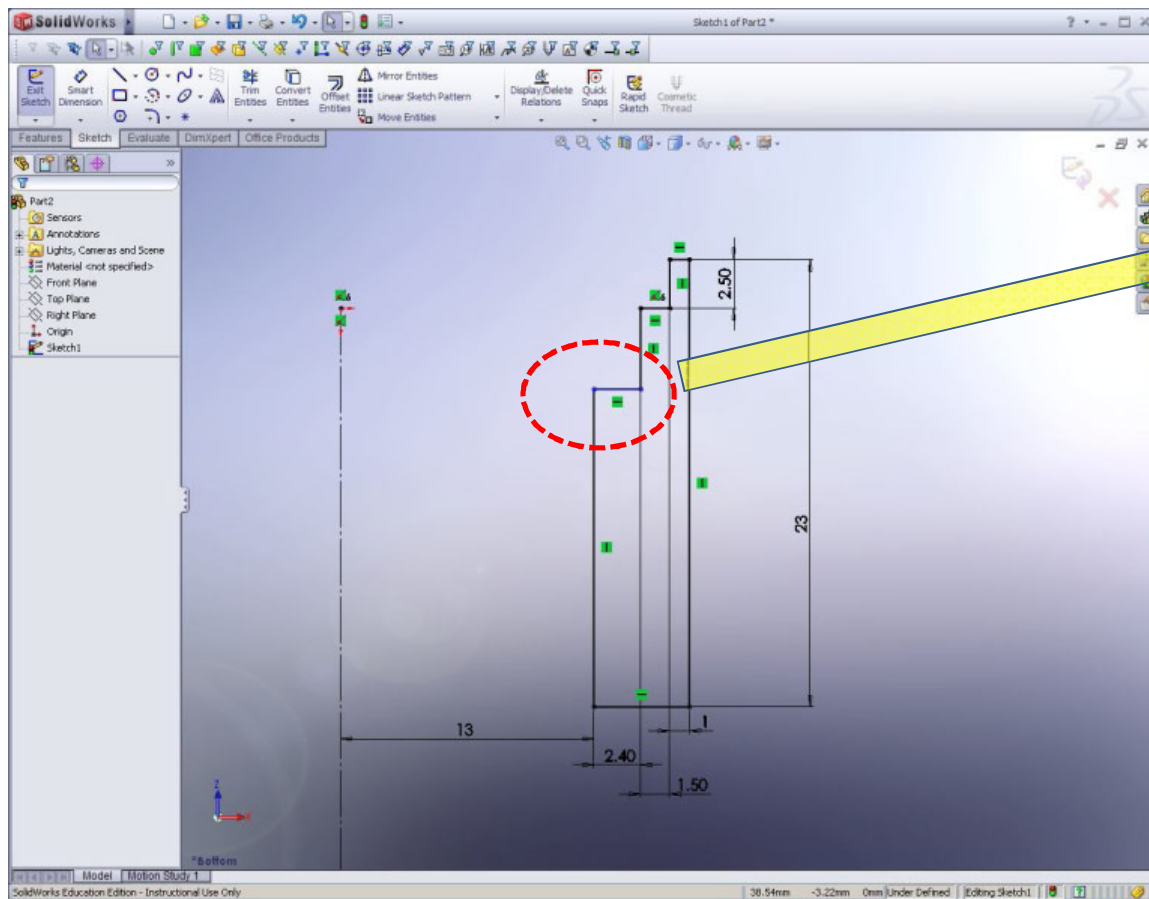 SolidWorks
Sketch1 of Part2 *
Exit Sketch
Smart Dimension
Trim Entities
Convert Entities
Offset Entities
Mirror Entities
Linear Sketch Pattern
Move Entities
Display/Delete Relations
Quick Snaps
Rapid Sketch
Cosmetic Thread
Features Sketch Evaluate DimXpert Office Products
Part2
Sensors
Annotations
Lights, Cameras and Scene
Material <not specified>
Front Plane
Top Plane
Right Plane
Origin
Sketch1
2.50
23
13
1
2.40
1.50
Z
*Bottom
Model Motion Study 1
SolidWorks Education Edition - Instructional Use Only
38.54mm -3.22mm 0mm Under Defined Editing Sketch1